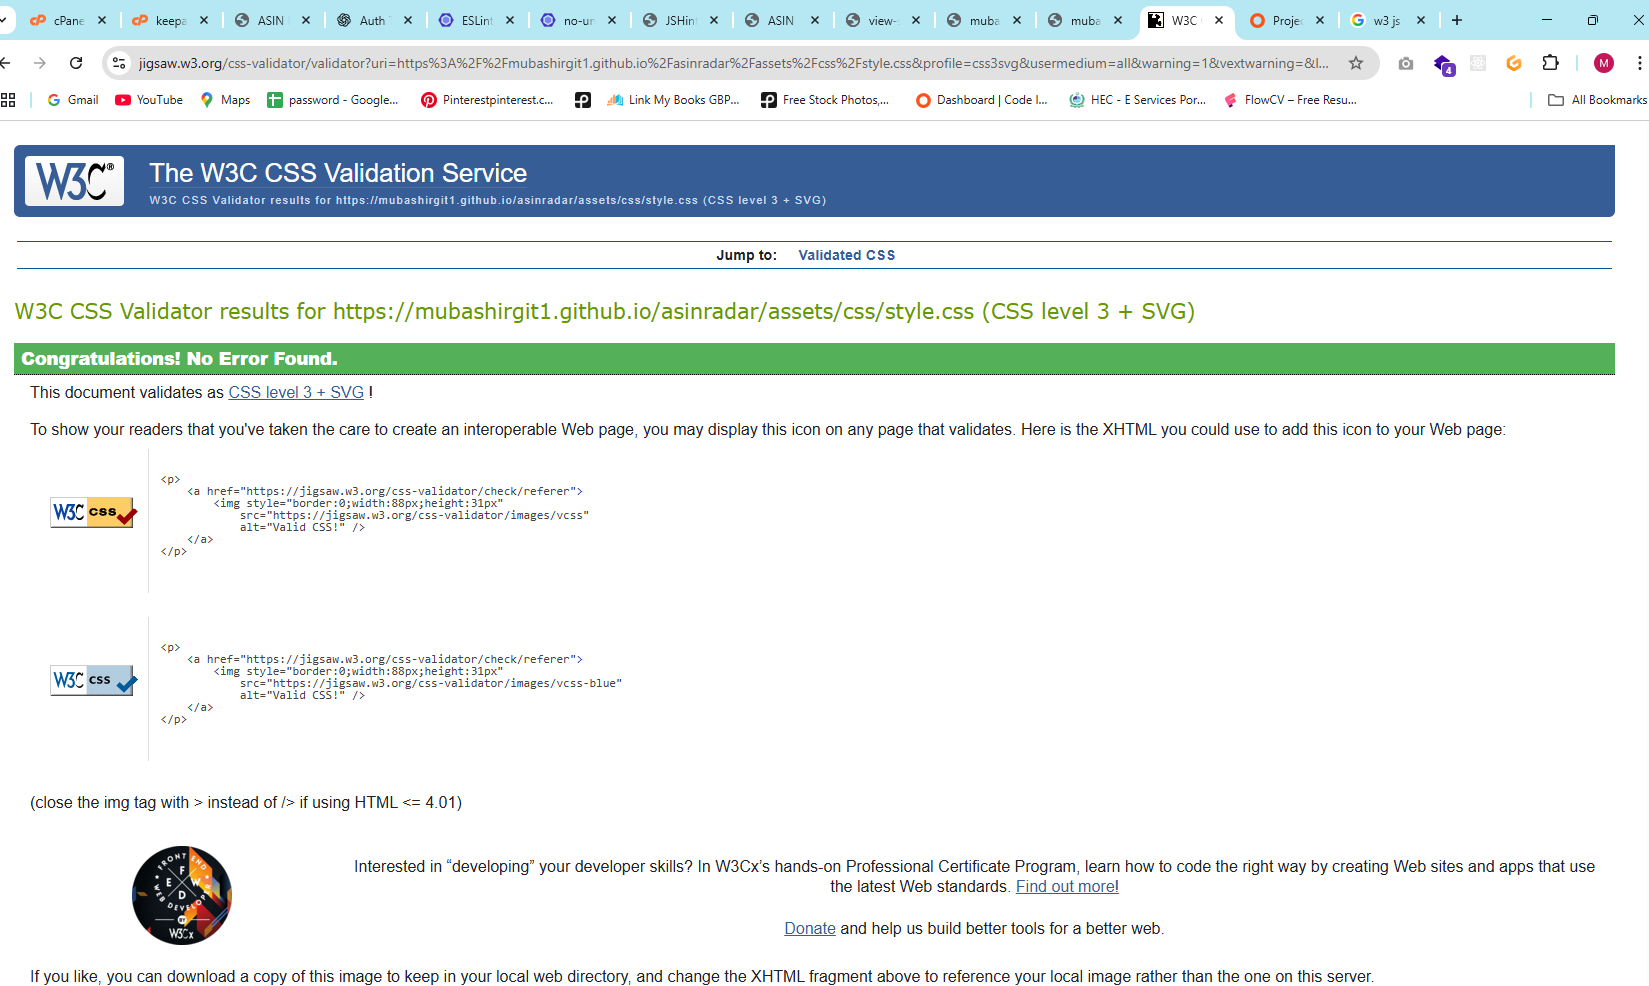 cPane
keepa
ASIN
Auth
ESLint
no-un
JSHint
ASIN
view-s
muba
muba
W3C
Projec
w3 js
jigsaw.w3.org/css-validator/validator?uri=https%3A%2F%2Fmubashirgit1.github.io%2Fasinradar%2Fassets%2Fcss%2Fstyle.css&profile=css3svg&usermedium=all&warning=1&vextwarning=&l...
4
M
Gmail
YouTube
Maps
password - Google...
Pinterestpinterest.c...
Link My Books GBP...
Free Stock Photos,...
Dashboard | Code I...
HEC - E Services Por...
FlowCV – Free Resu...
All Bookmarks
W3C®
The W3C CSS Validation Service
W3C CSS Validator results for https://mubashirgit1.github.io/asinradar/assets/css/style.css (CSS level 3 + SVG)
Jump to: Validated CSS
W3C CSS Validator results for https://mubashirgit1.github.io/asinradar/assets/css/style.css (CSS level 3 + SVG)
Congratulations! No Error Found.
This document validates as CSS level 3 + SVG !
To show your readers that you've taken the care to create an interoperable Web page, you may display this icon on any page that validates. Here is the XHTML you could use to add this icon to your Web page:
W3C css
<p>
<a href="https://jigsaw.w3.org/css-validator/check/referer">
<img style="border:0;width:88px;height:31px"
src="https://jigsaw.w3.org/css-validator/images/vcss"
alt="Valid CSS!" />
</a>
</p>
W3C css
<p>
<a href="https://jigsaw.w3.org/css-validator/check/referer">
<img style="border:0;width:88px;height:31px"
src="https://jigsaw.w3.org/css-validator/images/vcss-blue"
alt="Valid CSS!" />
</a>
</p>
(close the img tag with > instead of /> if using HTML <= 4.01)
FRONT END
F
E W
D
WEB DEVELOPER
BY
W3Cx
Interested in “developing” your developer skills? In W3Cx’s hands-on Professional Certificate Program, learn how to code the right way by creating Web sites and apps that use
the latest Web standards. Find out more!
Donate and help us build better tools for a better web.
If you like, you can download a copy of this image to keep in your local web directory, and change the XHTML fragment above to reference your local image rather than the one on this server.